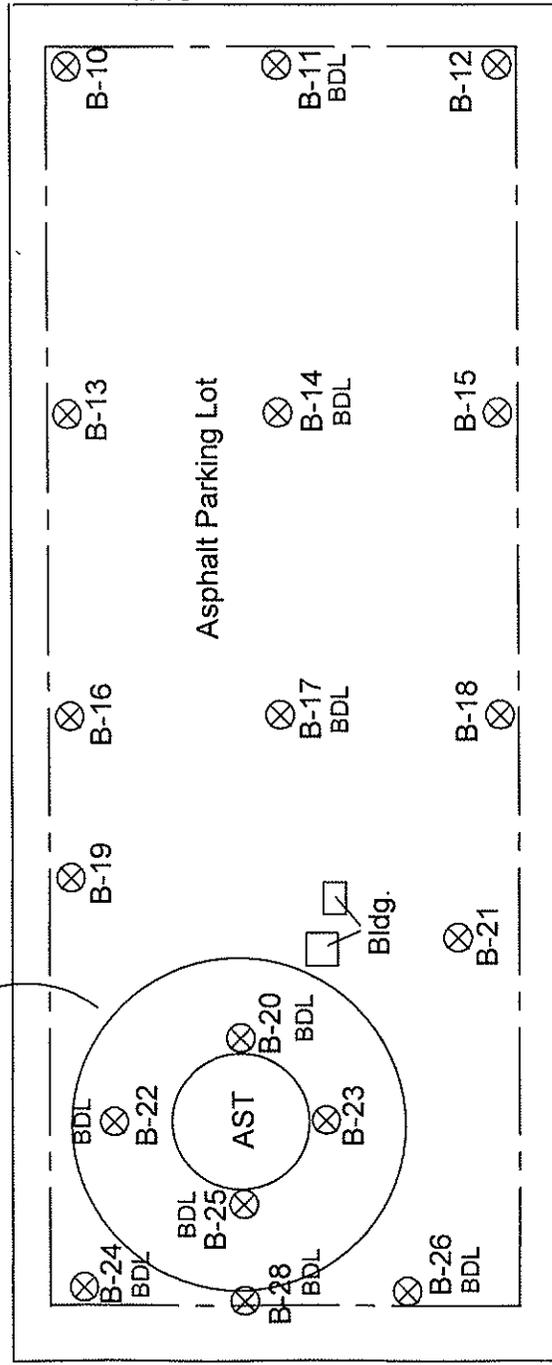 B-10
B-11
BDL
B-12
B-13
B-14
BDL
B-15
Asphalt Parking Lot
B-16
B-17
BDL
B-18
B-19
Bldg.
B-21
B-20
BDL
BDL
B-22
AST
B-23
BDL
B-25
B-24
BDL
B-28
BDL
B-26
BDL